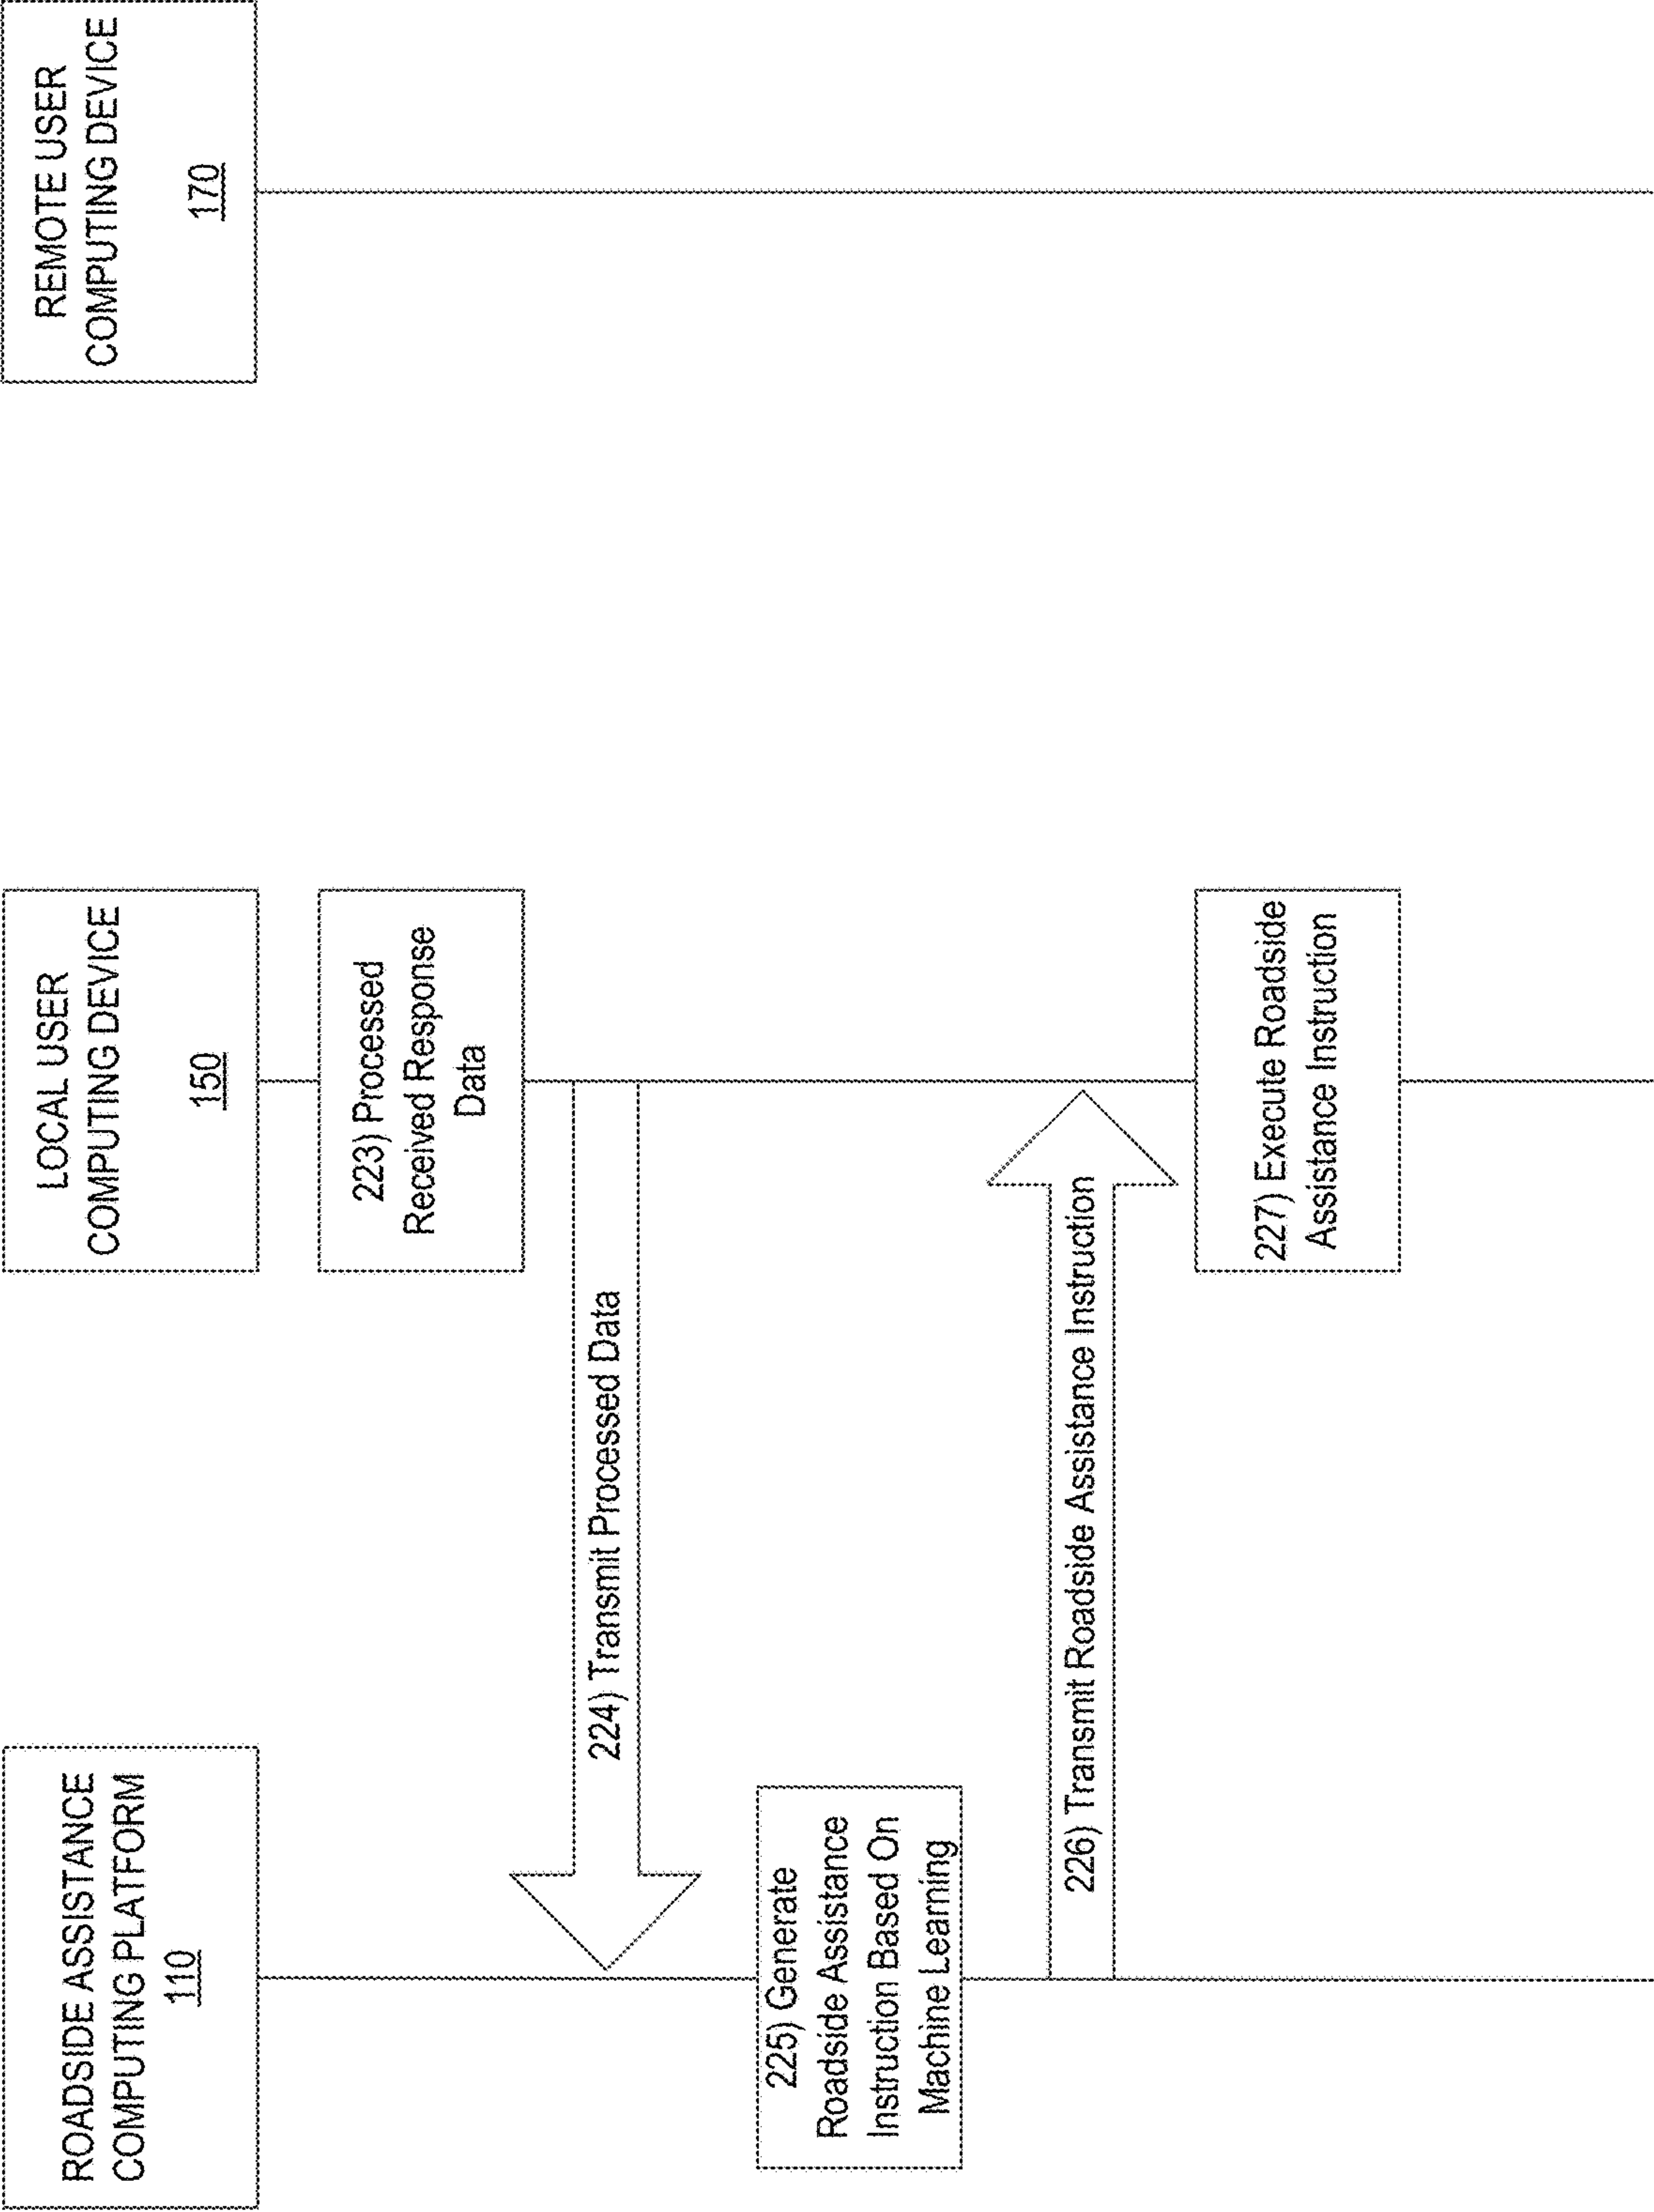 ROADSIDE ASSISTANCE
COMPUTING PLATFORM
110
LOCAL USER
COMPUTING DEVICE
150
REMOTE USER
COMPUTING DEVICE
170
223) Processed
Received Response
Data
224) Transmit Processed Data
225) Generate
Roadside Assistance
Instruction Based On
Machine Learning
226) Transmit Roadside Assistance Instruction
227) Execute Roadside
Assistance Instruction